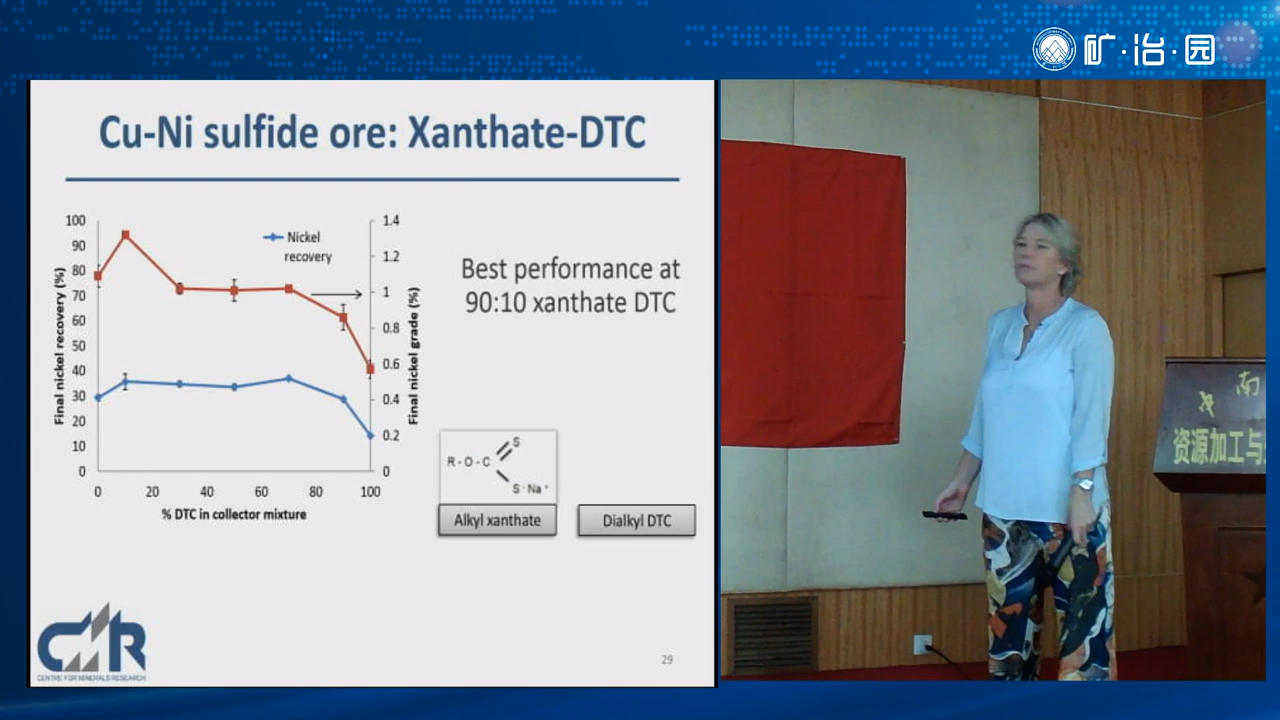 矿·冶·园
Cu-Ni sulfide ore: Xanthate-DTC
100
90
80
70
60
50
40
30
20
10
0
Final nickel recovery (%)
Nickel
recovery
1.4
1.2
1
0.8
0.6
0.4
0.2
0
Final nickel grade (%)
0 20 40 60 80 100
% DTC in collector mixture
Best performance at
90:10 xanthate DTC
R - O - C
S
S⁻Na⁺
Alkyl xanthate
Dialkyl DTC
CMR
CENTRE FOR MINERALS RESEARCH
29
南
资源加工与